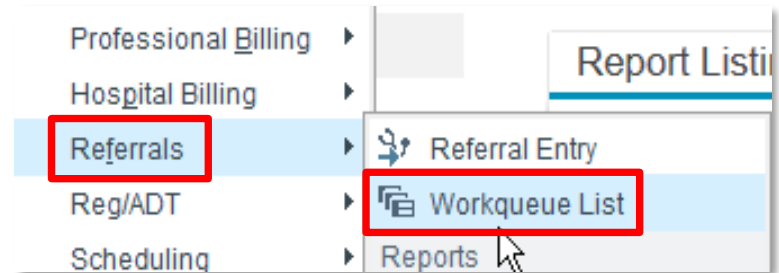 Professional Billing
Hospital Billing
Referrals
Reg/ADT
Scheduling
Report Listi
Referral Entry
Workqueue List
Reports